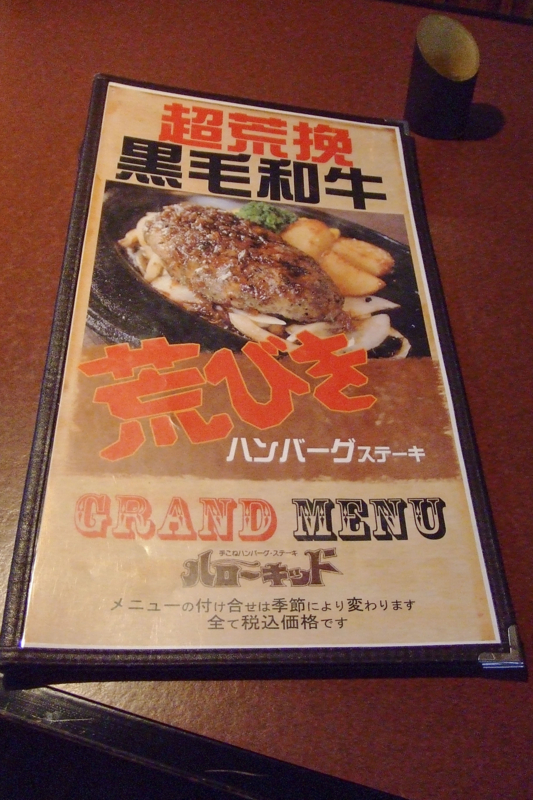 超荒挽
黒毛和牛
荒びき
ハンバーグステーキ
GRAND MENU
手こねハンバーグ・ステーキ
ハローキッド
メニューの付け合せは季節により変わります
全て税込価格です